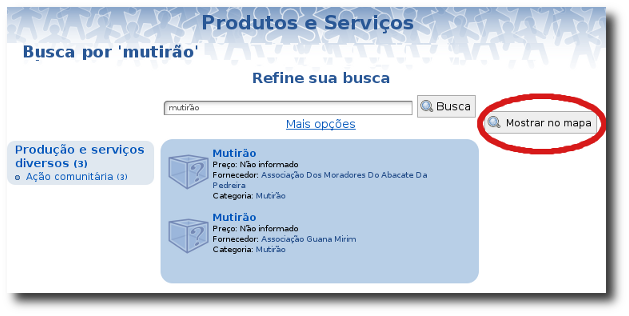 Produtos e Serviços
Busca por 'mutirão'
Refine sua busca
mutirão
Busca
Mostrar no mapa
Mais opções
Produção e serviços
diversos (3)
Ação comunitária (3)
Mutirão
Preço: Não informado
Fornecedor: Associação Dos Moradores Do Abacate Da
Pedreira
Categoria: Mutirão
Mutirão
Preço: Não informado
Fornecedor: Associação Guana Mirim
Categoria: Mutirão